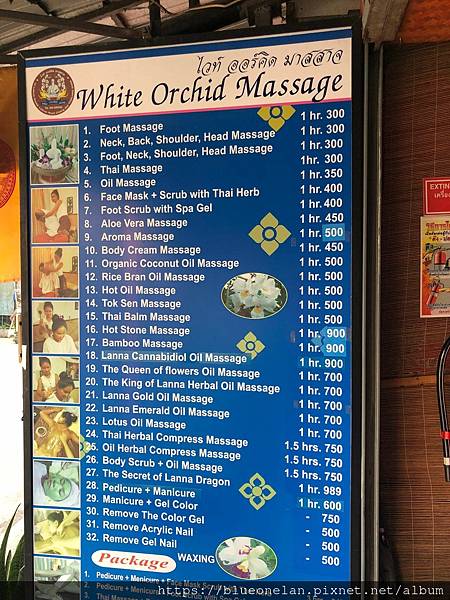 ไวท์ ออร์คิด มาสสาจ
White Orchid Massage
1. Foot Massage 1 hr. 300
2. Neck, Back, Shoulder, Head Massage 1 hr. 300
3. Foot, Neck, Shoulder, Head Massage 1 hr. 300
4. Thai Massage 1hr. 300
5. Oil Massage 1 hr. 350
6. Face Mask + Scrub with Thai Herb 1 hr. 400
7. Foot Scrub with Spa Gel 1 hr. 400
8. Aloe Vera Massage 1 hr. 450
9. Aroma Massage 1 hr. 500
10. Body Cream Massage 1 hr. 450
11. Organic Coconut Oil Massage 1 hr. 500
12. Rice Bran Oil Massage 1 hr. 500
13. Hot Oil Massage 1 hr. 500
14. Tok Sen Massage 1 hr. 500
15. Thai Balm Massage 1 hr. 500
16. Hot Stone Massage 1 hr. 900
17. Bamboo Massage 1 hr. 900
18. Lanna Cannabidiol Oil Massage 1 hr. 900
19. The Queen of flowers Oil Massage 1 hr. 700
20. The King of Lanna Herbal Oil Massage 1 hr. 700
21. Lanna Gold Oil Massage 1 hr. 700
22. Lanna Emerald Oil Massage 1 hr. 700
23. Lotus Oil Massage 1 hr. 700
24. Thai Herbal Compress Massage 1.5 hrs. 750
25. Oil Herbal Compress Massage 1.5 hrs. 750
26. Body Scrub + Oil Massage 1.5 hrs. 750
27. The Secret of Lanna Dragon 1 hr. 989
28. Pedicure + Manicure 1 hr. 600
29. Manicure + Gel Color - 750
30. Remove The Color Gel - 500
31. Remove Acrylic Nail - 500
32. Remove Gel Nail - 500
Package WAXING
1. Pedicure + Manicure + Face Mask Scrub
EXTIN
https://blueonelan.pixnet.net/album